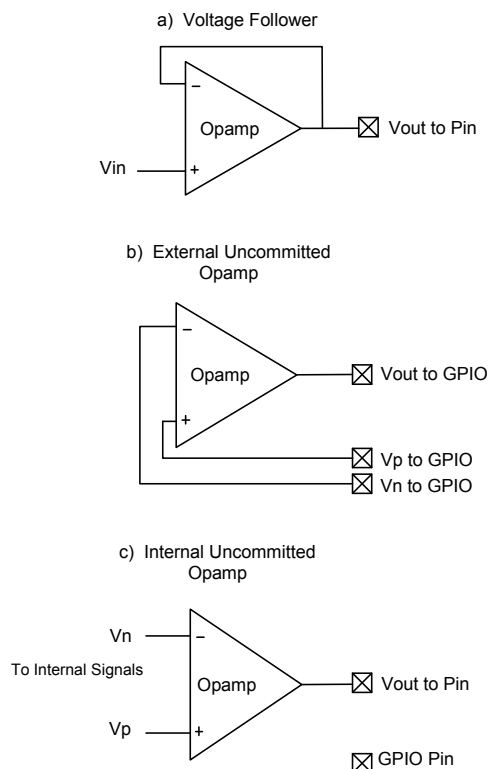 a) Voltage Follower
−
Opamp
Vout to Pin
Vin
+
b) External Uncommitted
Opamp
−
Opamp
Vout to GPIO
+
Vp to GPIO
Vn to GPIO
c) Internal Uncommitted
Opamp
Vn
−
To Internal Signals
Opamp
Vout to Pin
Vp
+
GPIO Pin